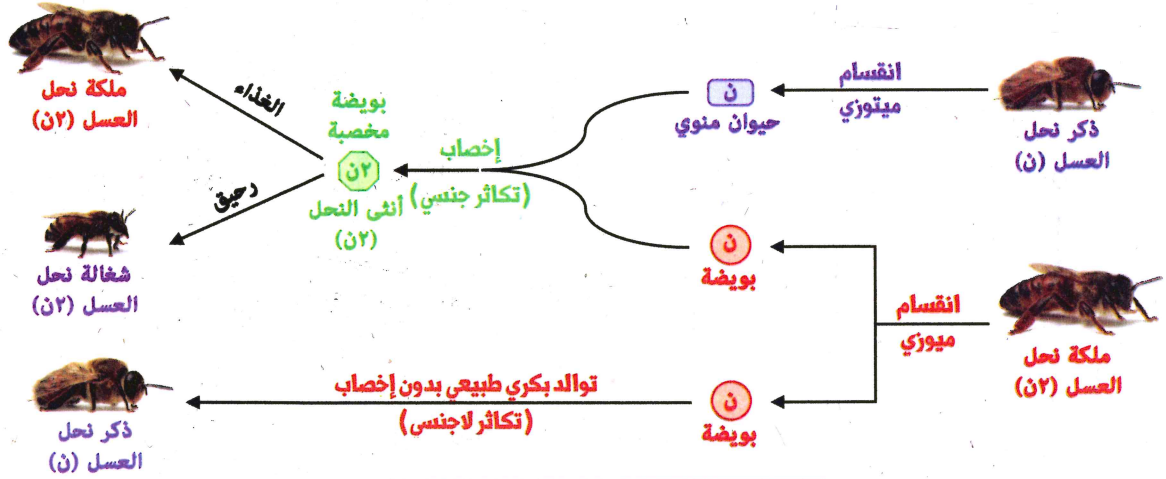 انقسام
ميتوزي
ذكر نحل
العسل (ن)
ن
حيوان منوي
إخصاب
(تكاثر جنسي)
بويضة
مخصبة
٢ن
أنثى النحل
(٢ن)
الغذاء
ملكة نحل
العسل (٢ن)
رحيق
شغالة نحل
العسل (٢ن)
ملكة نحل
العسل (٢ن)
انقسام
ميوزي
ن
بويضة
ن
بويضة
توالد بكري طبيعي بدون إخصاب
(تكاثر لاجنسى)
ذكر نحل
العسل (ن)